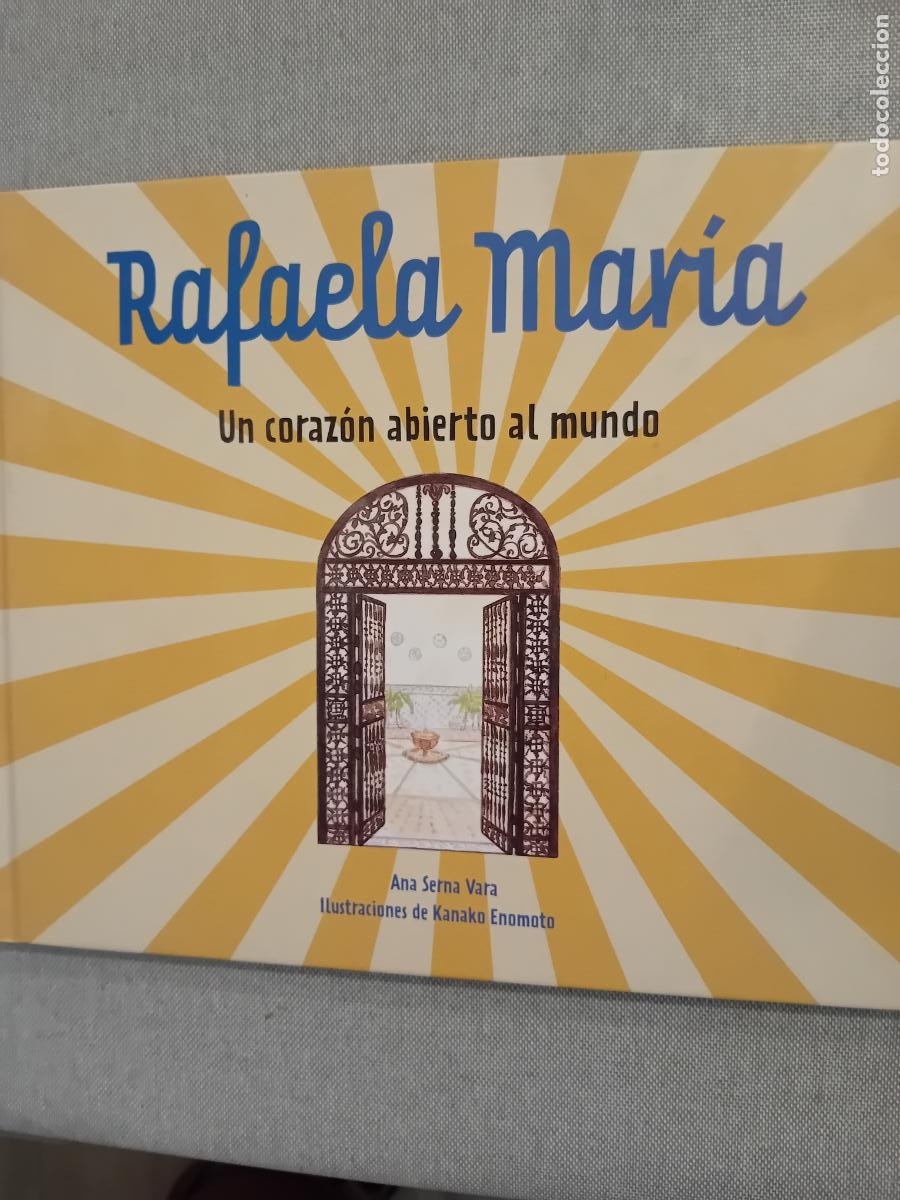 todocoleccion
Rafaela María
Un corazón abierto al mundo
Ana Serna Vara
Ilustraciones de Kanako Enomoto